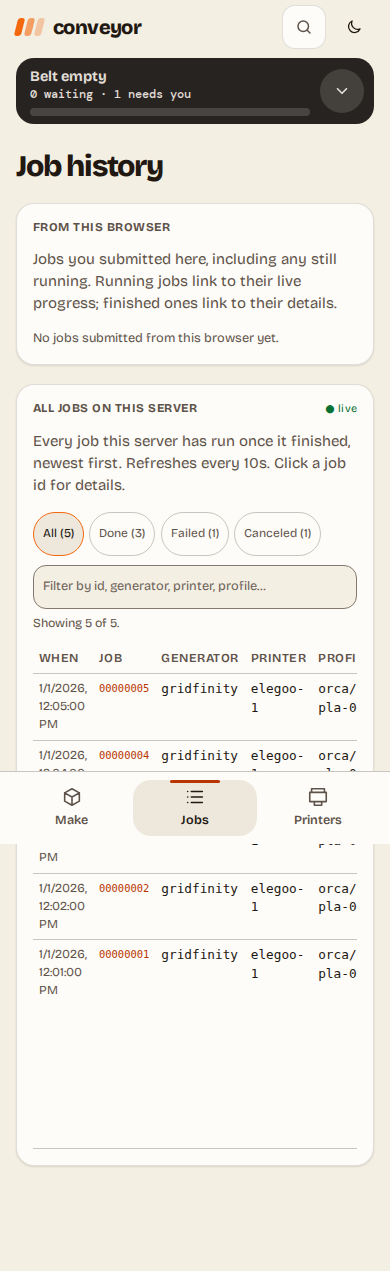 conveyor
Belt empty
0 waiting · 1 needs you
Job history
FROM THIS BROWSER
Jobs you submitted here, including any still
running. Running jobs link to their live
progress; finished ones link to their details.
No jobs submitted from this browser yet.
ALL JOBS ON THIS SERVER
live
Every job this server has run once it finished,
newest first. Refreshes every 10s. Click a job
id for details.
All (5) Done (3) Failed (1) Canceled (1)
Filter by id, generator, printer, profile...
Showing 5 of 5.
WHEN JOB GENERATOR PRINTER PROFI
1/1/2026, 00000005 gridfinity elegoo- orca/
12:05:00 1 pla-0
PM
1/1/2026, 00000004 gridfinity elegoo- orca/
Make Jobs Printers
PM
1/1/2026, 00000002 gridfinity elegoo- orca/
12:02:00 1 pla-0
PM
1/1/2026, 00000001 gridfinity elegoo- orca/
12:01:00 1 pla-0
PM